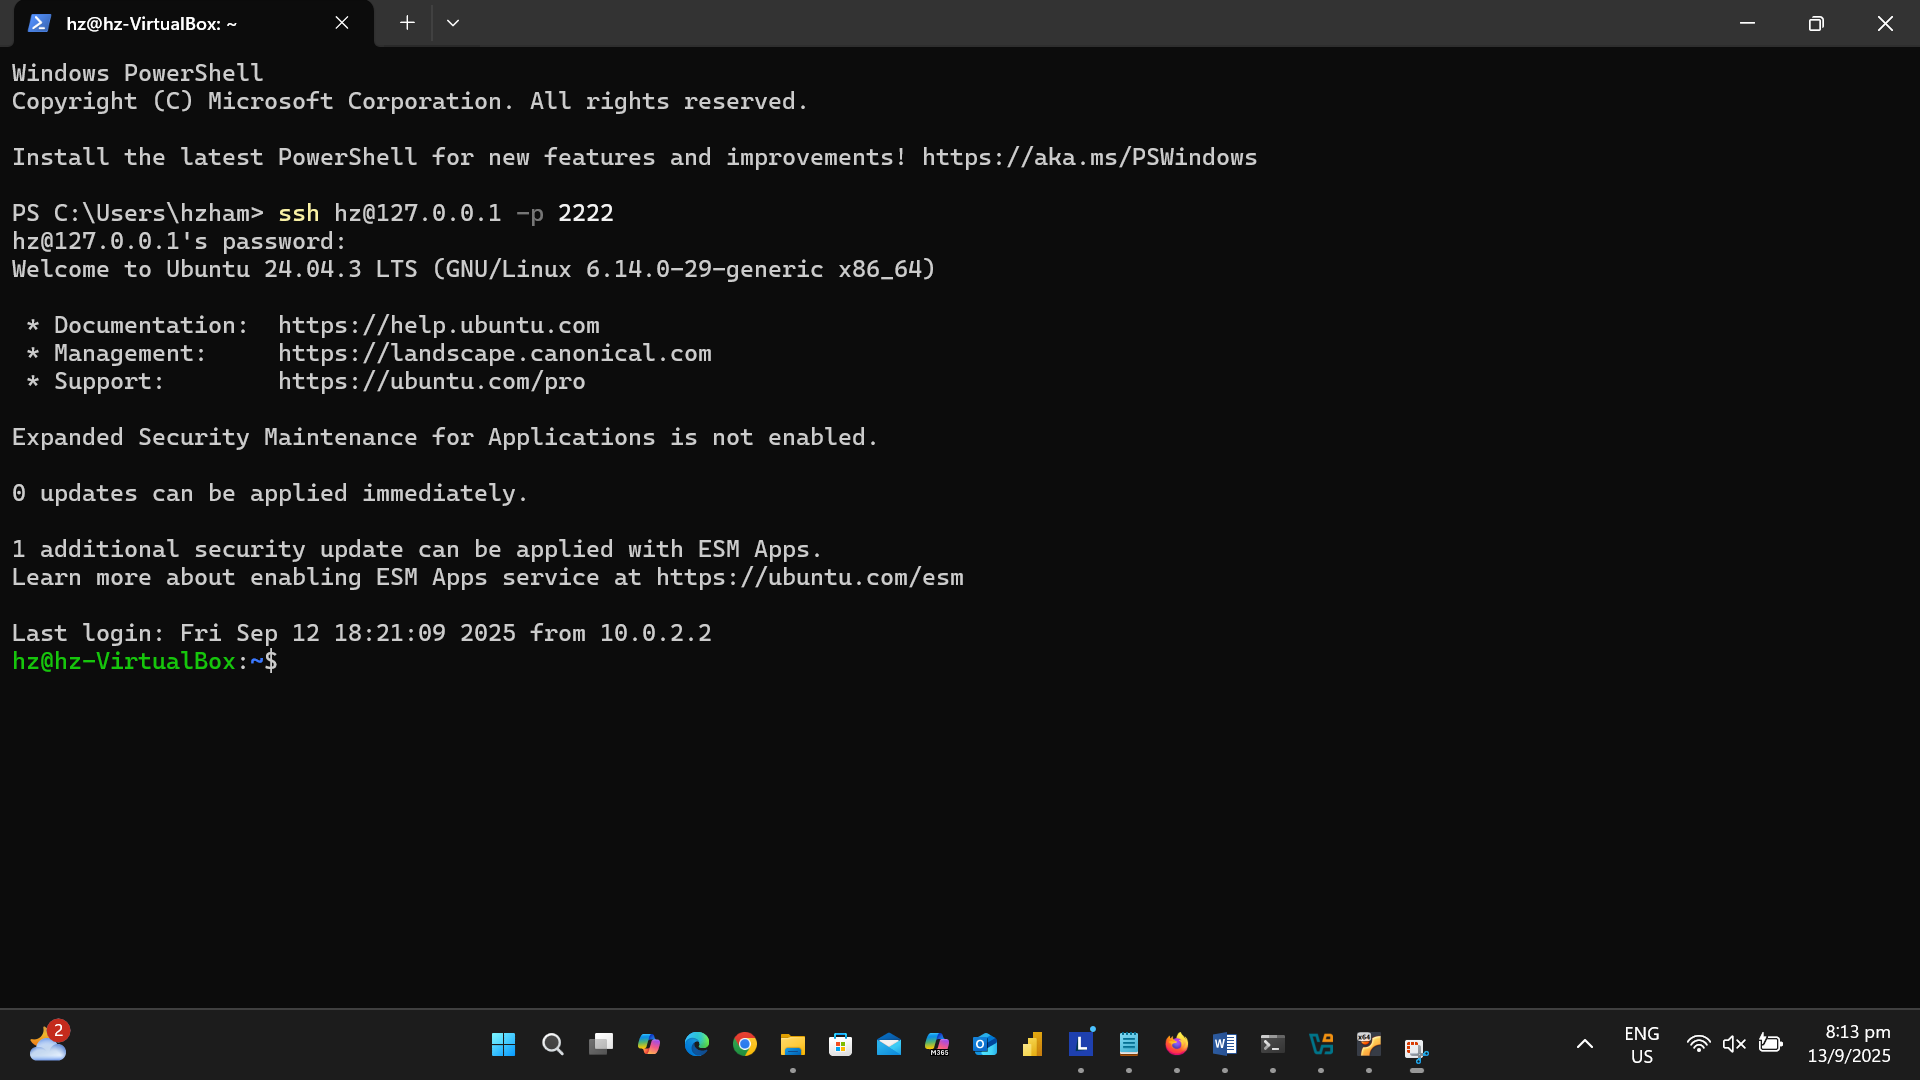 hz@hz-VirtualBox: ~
Windows PowerShell
Copyright (C) Microsoft Corporation. All rights reserved.
Install the latest PowerShell for new features and improvements! https://aka.ms/PSWindows
PS C:\Users\hzham> ssh hz@127.0.0.1 -p 2222
hz@127.0.0.1's password:
Welcome to Ubuntu 24.04.3 LTS (GNU/Linux 6.14.0-29-generic x86_64)
* Documentation:  https://help.ubuntu.com
* Management:     https://landscape.canonical.com
* Support:        https://ubuntu.com/pro
Expanded Security Maintenance for Applications is not enabled.
0 updates can be applied immediately.
1 additional security update can be applied with ESM Apps.
Learn more about enabling ESM Apps service at https://ubuntu.com/esm
Last login: Fri Sep 12 18:21:09 2025 from 10.0.2.2
hz@hz-VirtualBox:~$
2
M365
L
W
x64
ENG
US
8:13 pm
13/9/2025